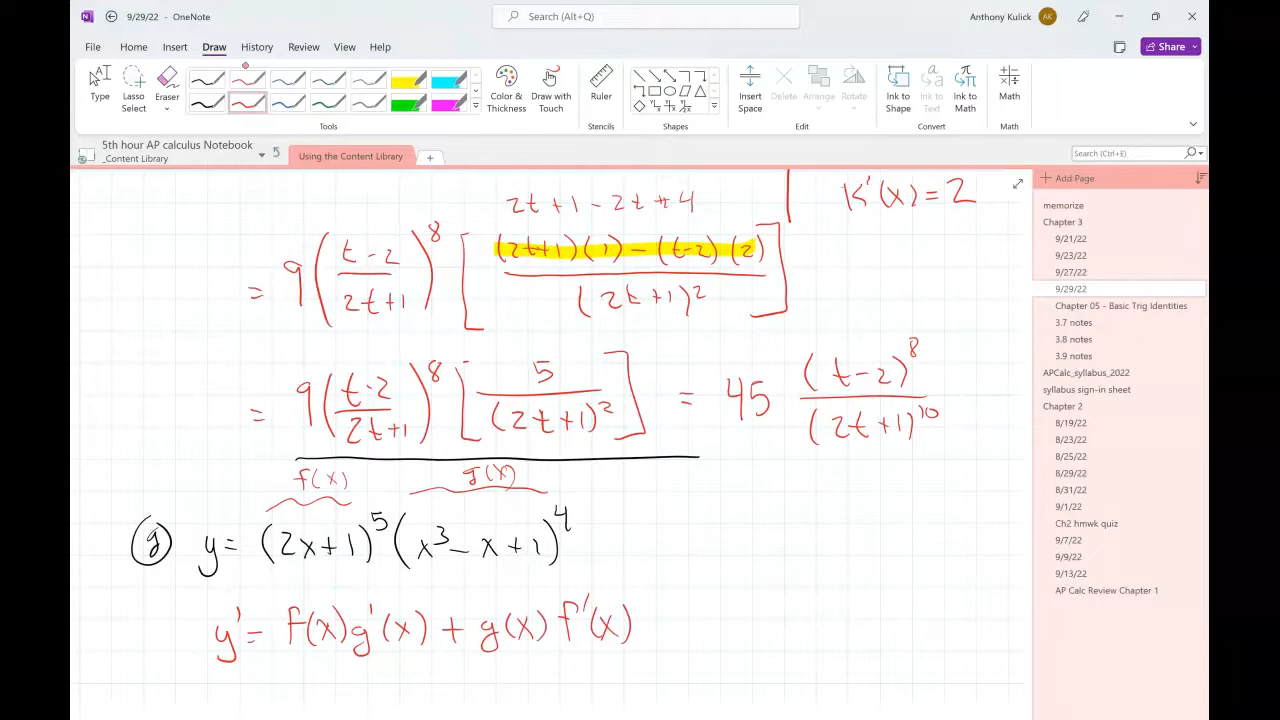 9/29/22 - OneNote
Search (Alt+Q)
Anthony Kulick
AK
File Home Insert Draw History Review View Help
Share
Type
Lasso Select
Eraser
Color & Thickness
Draw with Touch
Ruler
Shapes
Insert Space
Delete
Arrange
Rotate
Ink to Shape
Ink to Text
Ink to Math
Math
Tools
Stencils
Shapes
Edit
Convert
Math
5th hour AP calculus Notebook
_Content Library
Using the Content Library
+
Search (Ctrl+E)
2t + 1 - 2t + 4
K'(x) = 2
= 9 ((t-2)/(2t+1))^8 [((2t+1)(1) - (t-2)(2))/(2t+1)^2]
= 9 ((t-2)/(2t+1))^8 [5/(2t+1)^2] = 45 (t-2)^8/(2t+1)^10
f(x) g(x)
g y = (2x+1)^5 (x^3 - x + 1)^4
y' = f(x)g'(x) + g(x) f'(x)
Add Page
memorize
Chapter 3
9/21/22
9/23/22
9/27/22
9/29/22
Chapter 05 - Basic Trig Identities
3.7 notes
3.8 notes
3.9 notes
APCalc_syllabus_2022
syllabus sign-in sheet
Chapter 2
8/19/22
8/23/22
8/25/22
8/29/22
8/31/22
9/1/22
Ch2 hmwk quiz
9/7/22
9/9/22
9/13/22
AP Calc Review Chapter 1